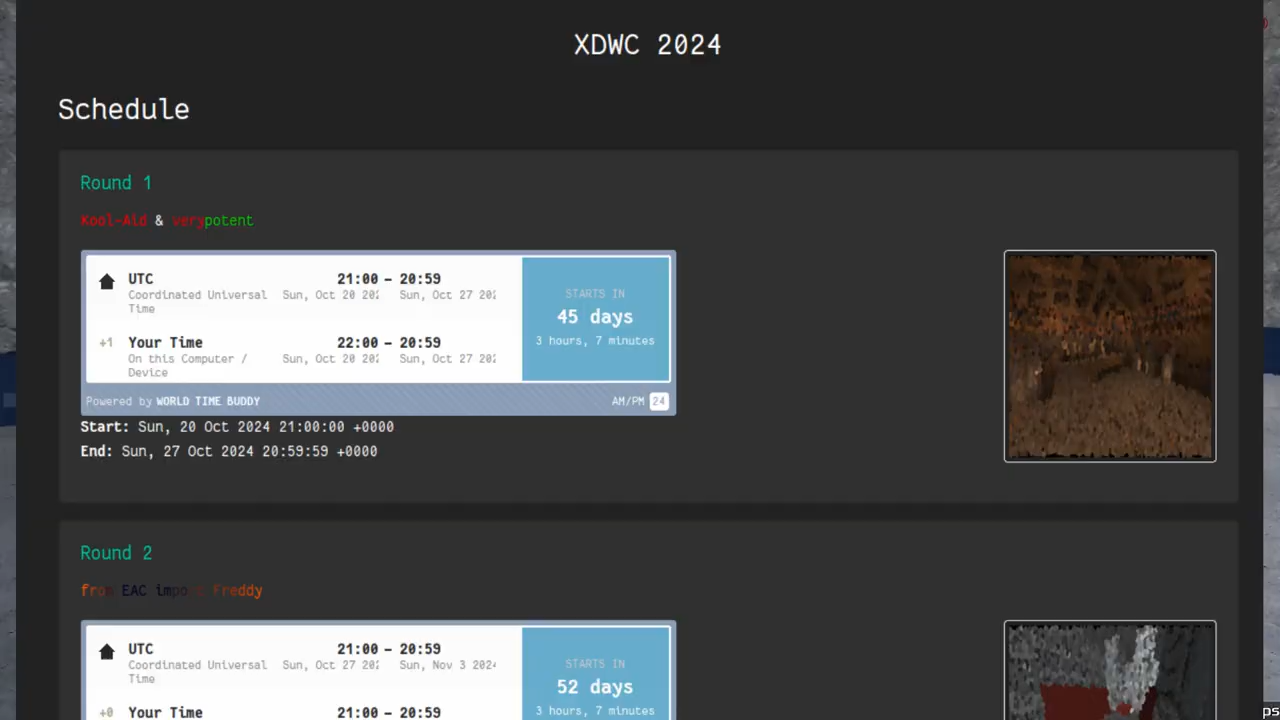 XDWC 2024
Schedule
Round 1
Kool-Aid & verypotent
UTC 21:00 – 20:59
Coordinated Universal Time Sun, Oct 20 202 Sun, Oct 27 202
+1 Your Time 22:00 – 20:59
On this Computer / Device Sun, Oct 20 202 Sun, Oct 27 202
STARTS IN
45 days
3 hours, 7 minutes
Powered by WORLD TIME BUDDY AM/PM 24
Start: Sun, 20 Oct 2024 21:00:00 +0000
End: Sun, 27 Oct 2024 20:59:59 +0000
Round 2
from EAC import Freddy
UTC 21:00 – 20:59
Coordinated Universal Time Sun, Oct 27 202 Sun, Nov 3 2024
STARTS IN
52 days
3 hours, 7 minutes
+0 Your Time 21:00 – 20:59
ps